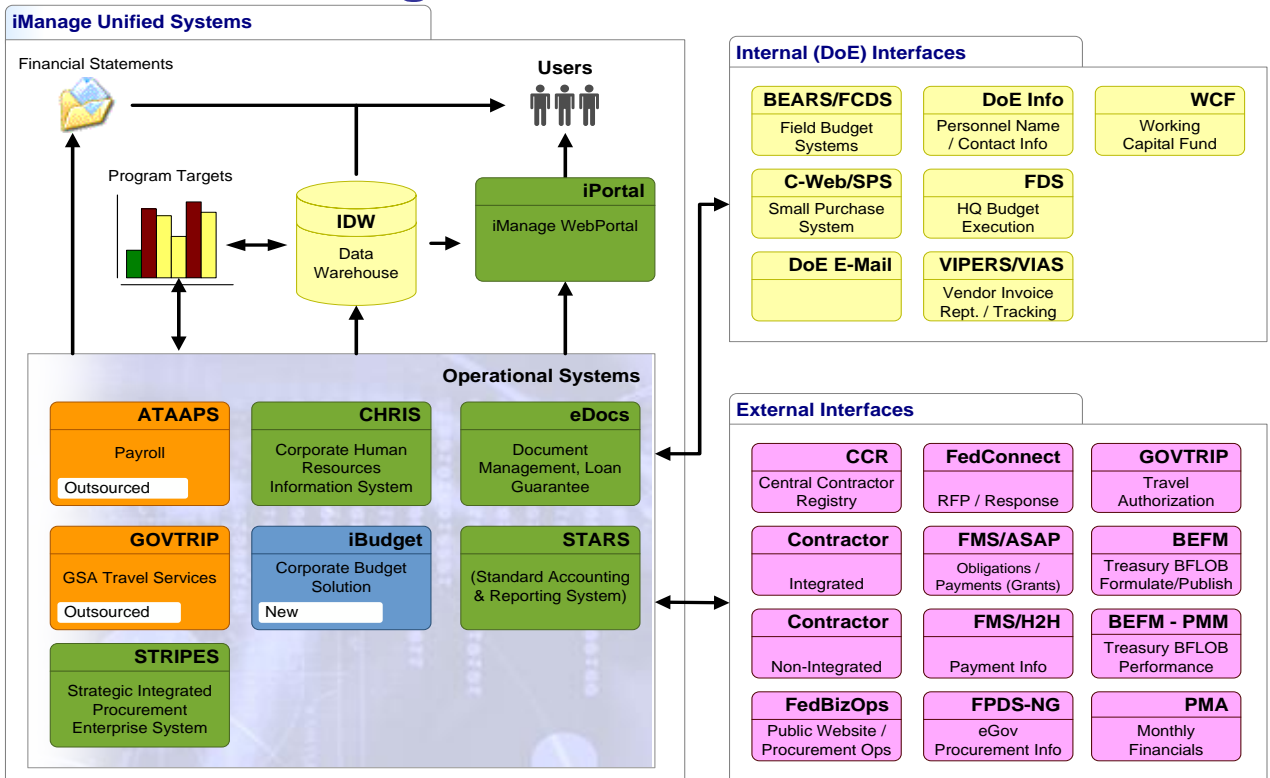 iManage Unified Systems
Financial Statements
Users
Program Targets
IDW
Data
Warehouse
iPortal
iManage WebPortal
Operational Systems
ATAAPS
Payroll
Outsourced
CHRIS
Corporate Human
Resources
Information System
eDocs
Document
Management, Loan
Guarantee
GOVTRIP
GSA Travel Services
Outsourced
iBudget
Corporate Budget
Solution
New
STARS
(Standard Accounting
& Reporting System)
STRIPES
Strategic Integrated
Procurement
Enterprise System
Internal (DoE) Interfaces
BEARS/FCDS
Field Budget
Systems
DoE Info
Personnel Name
/ Contact Info
WCF
Working
Capital Fund
C-Web/SPS
Small Purchase
System
FDS
HQ Budget
Execution
DoE E-Mail
VIPERS/VIAS
Vendor Invoice
Rept. / Tracking
External Interfaces
CCR
Central Contractor
Registry
FedConnect
RFP / Response
GOVTRIP
Travel
Authorization
Contractor
Integrated
FMS/ASAP
Obligations /
Payments (Grants)
BEFM
Treasury BFLOB
Formulate/Publish
Contractor
Non-Integrated
FMS/H2H
Payment Info
BEFM - PMM
Treasury BFLOB
Performance
FedBizOps
Public Website /
Procurement Ops
FPDS-NG
eGov
Procurement Info
PMA
Monthly
Financials